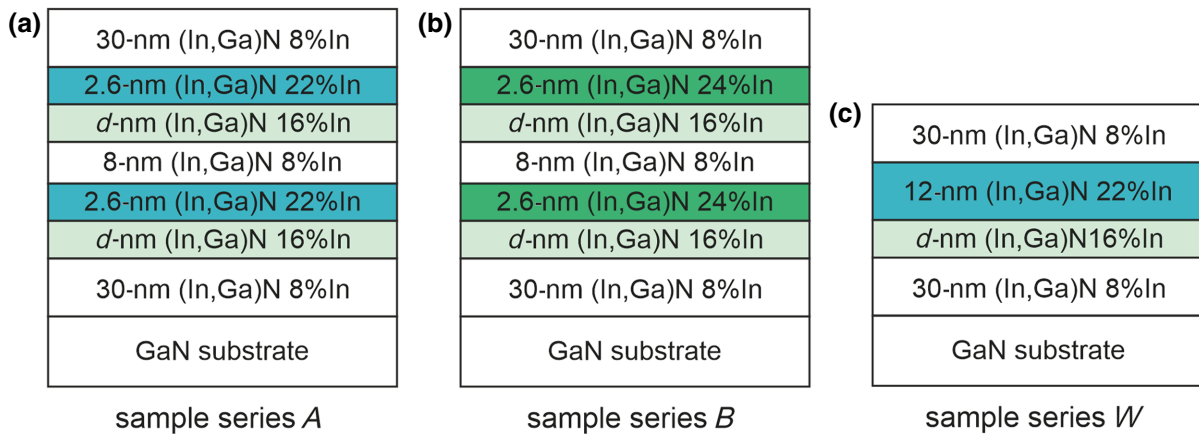 (a)
30-nm (In,Ga)N 8%In
2.6-nm (In,Ga)N 22%In
d-nm (In,Ga)N 16%In
8-nm (In,Ga)N 8%In
2.6-nm (In,Ga)N 22%In
d-nm (In,Ga)N 16%In
30-nm (In,Ga)N 8%In
GaN substrate
sample series A
(b)
30-nm (In,Ga)N 8%In
2.6-nm (In,Ga)N 24%In
d-nm (In,Ga)N 16%In
8-nm (In,Ga)N 8%In
2.6-nm (In,Ga)N 24%In
d-nm (In,Ga)N 16%In
30-nm (In,Ga)N 8%In
GaN substrate
sample series B
(c)
30-nm (In,Ga)N 8%In
12-nm (In,Ga)N 22%In
d-nm (In,Ga)N16%In
30-nm (In,Ga)N 8%In
GaN substrate
sample series W